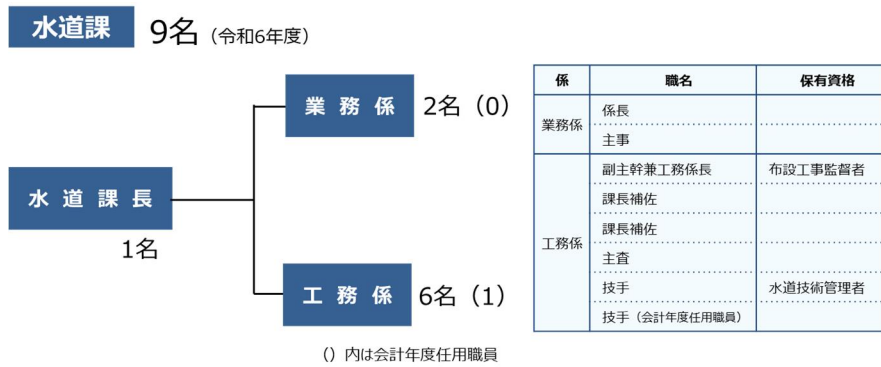 水道課 9名 (令和6年度)
業務係 2名 (0)
水道課長
1名
工務係 6名 (1)
() 内は会計年度任用職員
係 職名 保有資格
業務係 係長
主事
工務係 副主幹兼工務係長 布設工事監督者
課長補佐
課長補佐
主査
技手 水道技術管理者
技手 (会計年度任用職員)